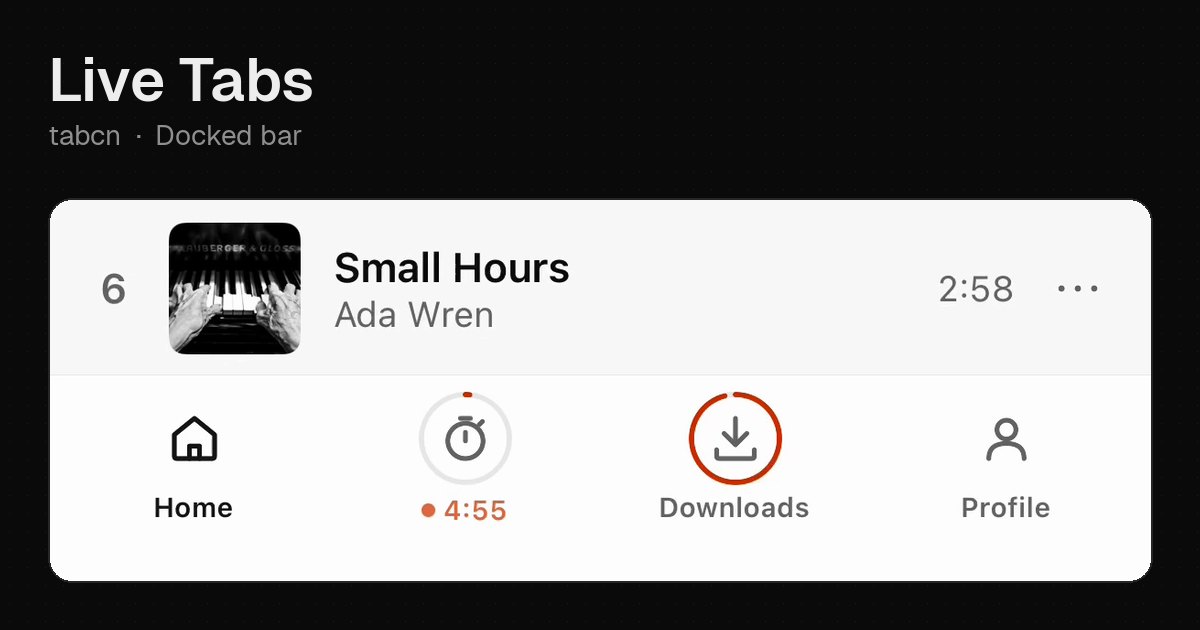 Live Tabs
tabcn · Docked bar
6
Small Hours
Ada Wren
2:58
Home
4:55
Downloads
Profile